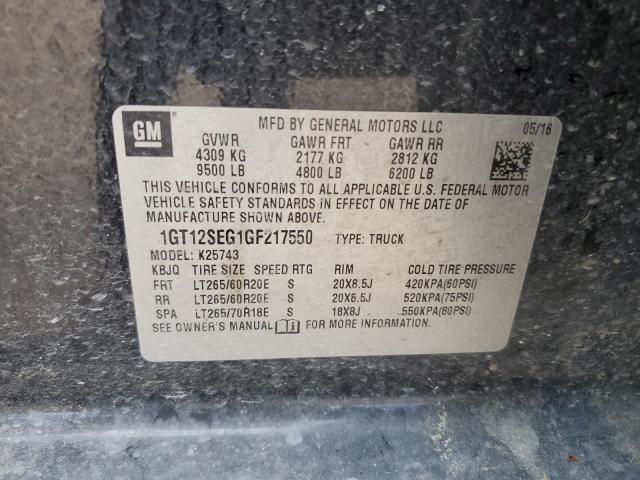 GM
MFD BY GENERAL MOTORS LLC 05/16
GVWR GAWR FRT GAWR RR
4309 KG 2177 KG 2812 KG
9500 LB 4800 LB 6200 LB
THIS VEHICLE CONFORMS TO ALL APPLICABLE U.S. FEDERAL MOTOR
VEHICLE SAFETY STANDARDS IN EFFECT ON THE DATE OF
MANUFACTURE SHOWN ABOVE.
1GT12SEG1GF217550 TYPE: TRUCK
MODEL: K25743
KBJQ TIRE SIZE SPEED RTG RIM COLD TIRE PRESSURE
FRT LT265/60R20E S 20X8.5J 420KPA(60PSI)
RR LT265/60R20E S 20X8.5J 520KPA(75PSI)
SPA LT265/70R18E S 18X8J 550KPA(80PSI)
SEE OWNER'S MANUAL FOR MORE INFORMATION.